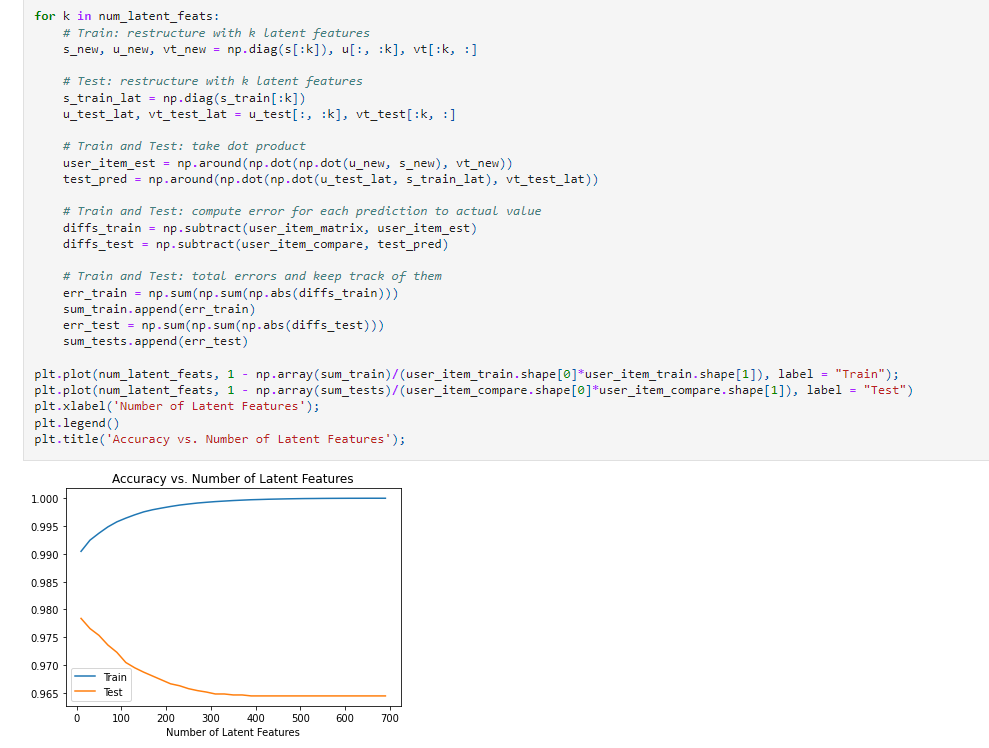 for k in num_latent_feats:
# Train: restructure with k latent features
s_new, u_new, vt_new = np.diag(s[:k]), u[:, :k], vt[:k, :]
# Test: restructure with k latent features
s_train_lat = np.diag(s_train[:k])
u_test_lat, vt_test_lat = u_test[:, :k], vt_test[:k, :]
# Train and Test: take dot product
user_item_est = np.around(np.dot(np.dot(u_new, s_new), vt_new))
test_pred = np.around(np.dot(np.dot(u_test_lat, s_train_lat), vt_test_lat))
# Train and Test: compute error for each prediction to actual value
diffs_train = np.subtract(user_item_matrix, user_item_est)
diffs_test = np.subtract(user_item_compare, test_pred)
# Train and Test: total errors and keep track of them
err_train = np.sum(np.sum(np.abs(diffs_train)))
sum_train.append(err_train)
err_test = np.sum(np.sum(np.abs(diffs_test)))
sum_tests.append(err_test)
plt.plot(num_latent_feats, 1 - np.array(sum_train)/(user_item_train.shape[0]*user_item_train.shape[1]), label = "Train");
plt.plot(num_latent_feats, 1 - np.array(sum_tests)/(user_item_compare.shape[0]*user_item_compare.shape[1]), label = "Test")
plt.xlabel('Number of Latent Features');
plt.legend()
plt.title('Accuracy vs. Number of Latent Features');
Accuracy vs. Number of Latent Features
1.000
0.995
0.990
0.985
0.980
0.975
0.970
0.965
Train
Test
0 100 200 300 400 500 600 700
Number of Latent Features